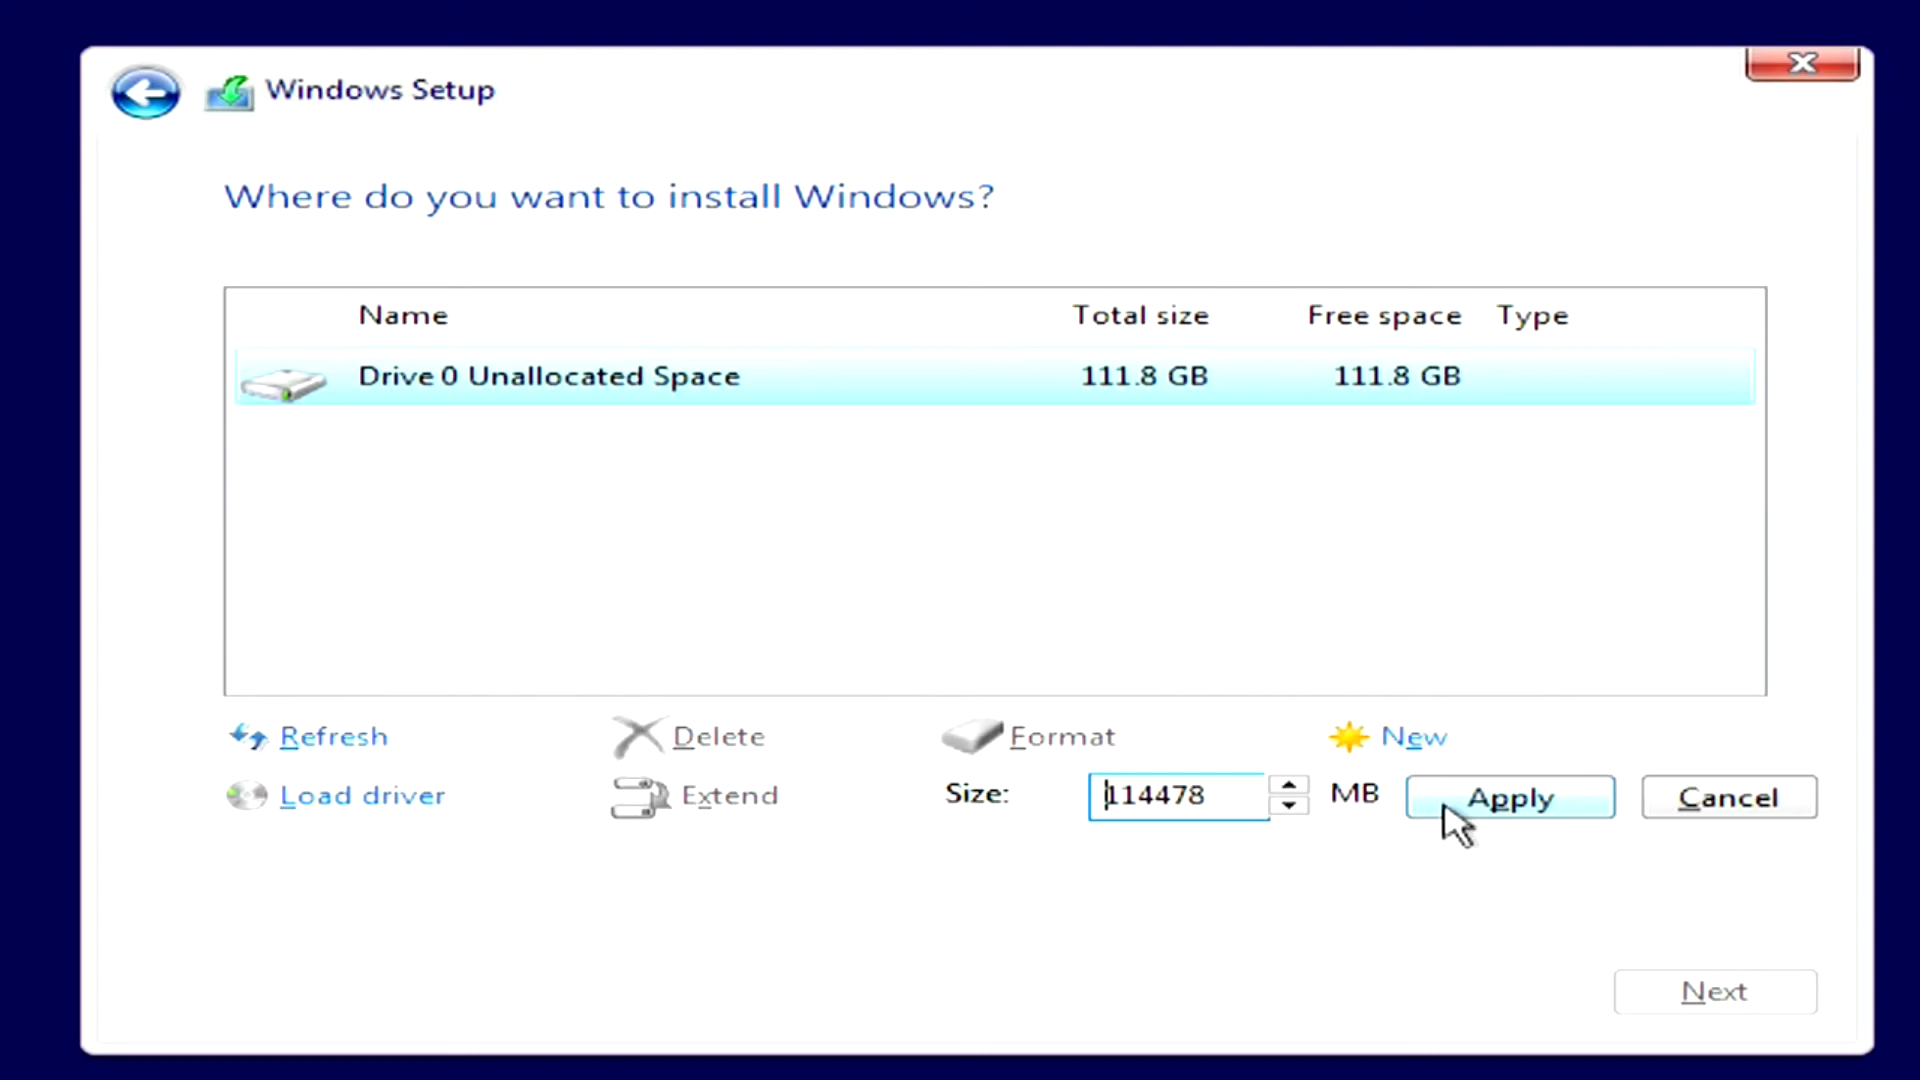 Windows Setup
Where do you want to install Windows?
Name Total size Free space Type
Drive 0 Unallocated Space 111.8 GB 111.8 GB
Refresh Delete Format New
Load driver Extend Size: 114478 MB Apply Cancel
Next